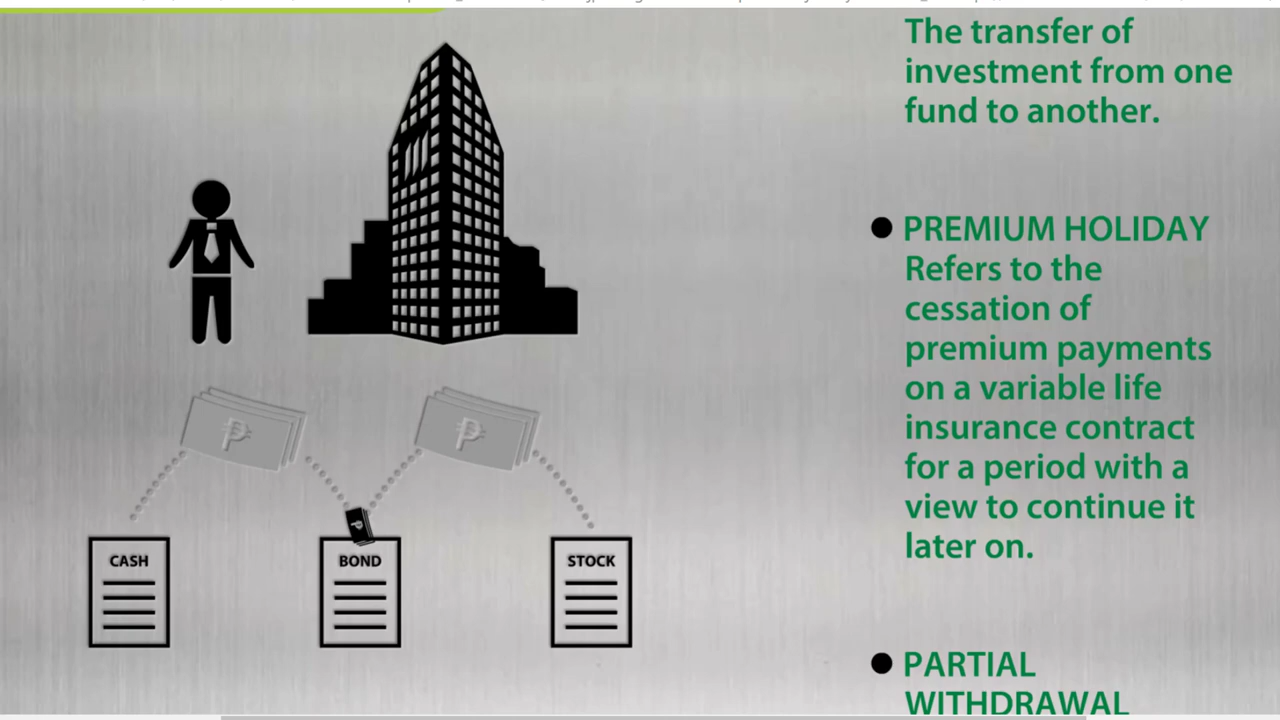 The transfer of
investment from one
fund to another.
PREMIUM HOLIDAY
Refers to the
cessation of
premium payments
on a variable life
insurance contract
for a period with a
view to continue it
later on.
PARTIAL
WITHDRAWAL
₱ ₱
₱
CASH BOND STOCK